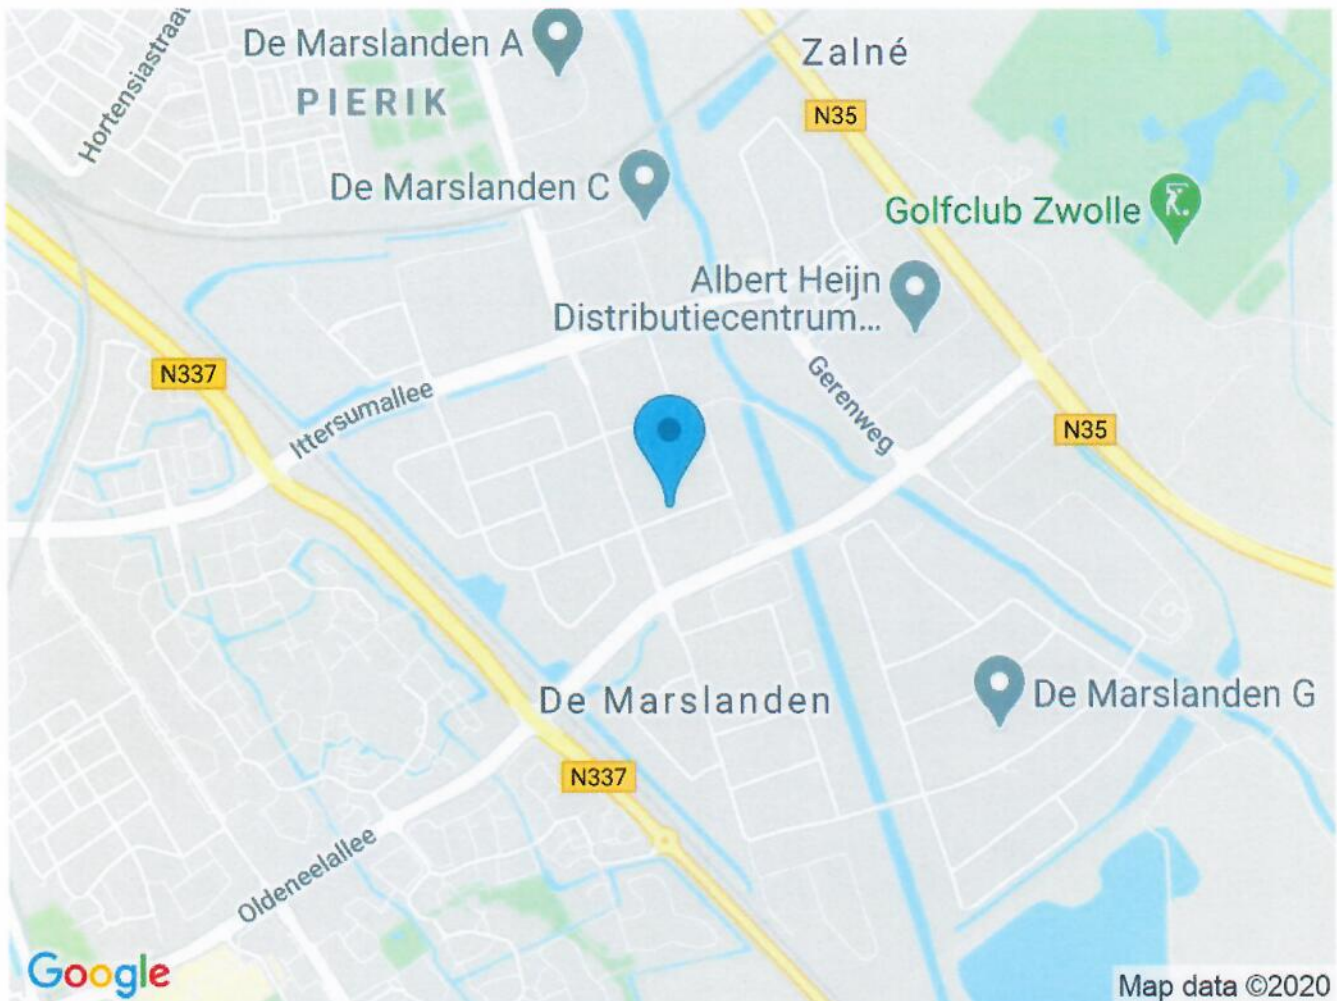 Hortensiastraat
De Marslanden A
PIERIK
Zalné
N35
De Marslanden C
Golfclub Zwolle
Albert Heijn
Distributiecentrum...
N337
Ittersumallee
Gerenweg
N35
De Marslanden
De Marslanden G
N337
Oldeneelallee
Google
Map data ©2020